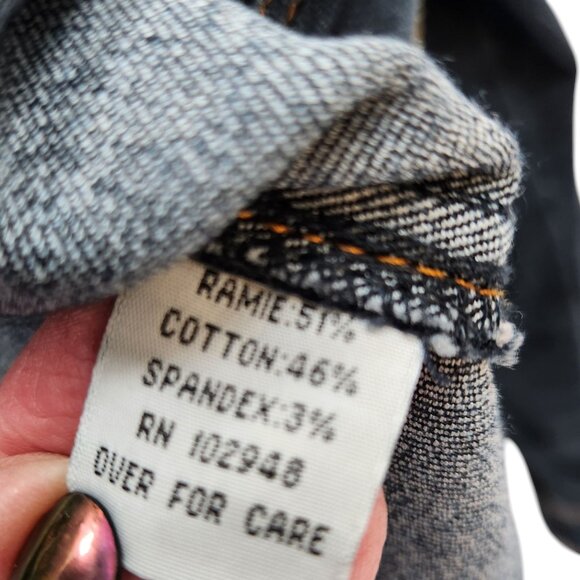 RAMIE:51%
COTTON:46%
SPANDEX:3%
RN 102948
OVER FOR CARE